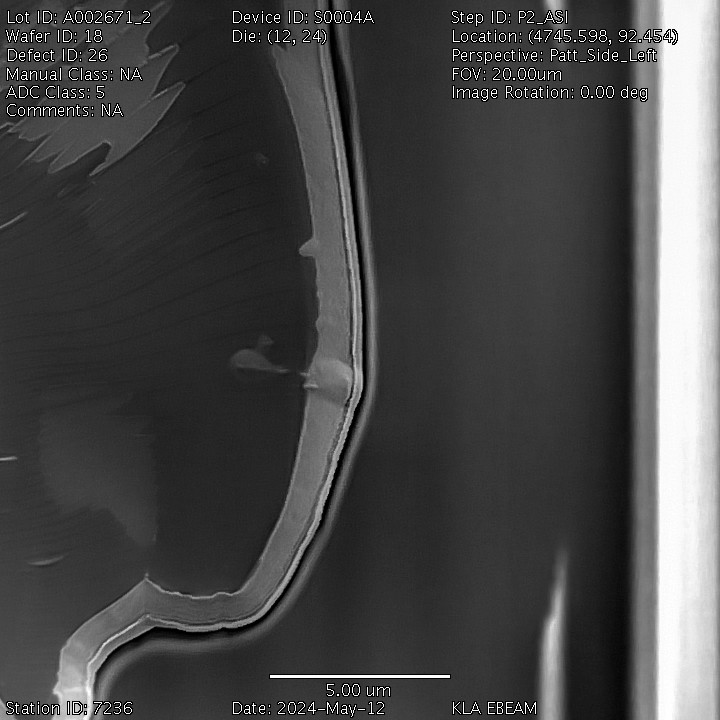 Lot ID: A002671_2
Wafer ID: 18
Defect ID: 26
Manual Class: NA
ADC Class: 5
Comments: NA
Device ID: S0004A
Die: (12, 24)
Step ID: P2_ASI
Location: (4745.598, 92.454)
Perspective: Patt_Side_Left
FOV: 20.00um
Image Rotation: 0.00 deg
5.00 um
Station ID: 7236
Date: 2024-May-12
KLA EBEAM